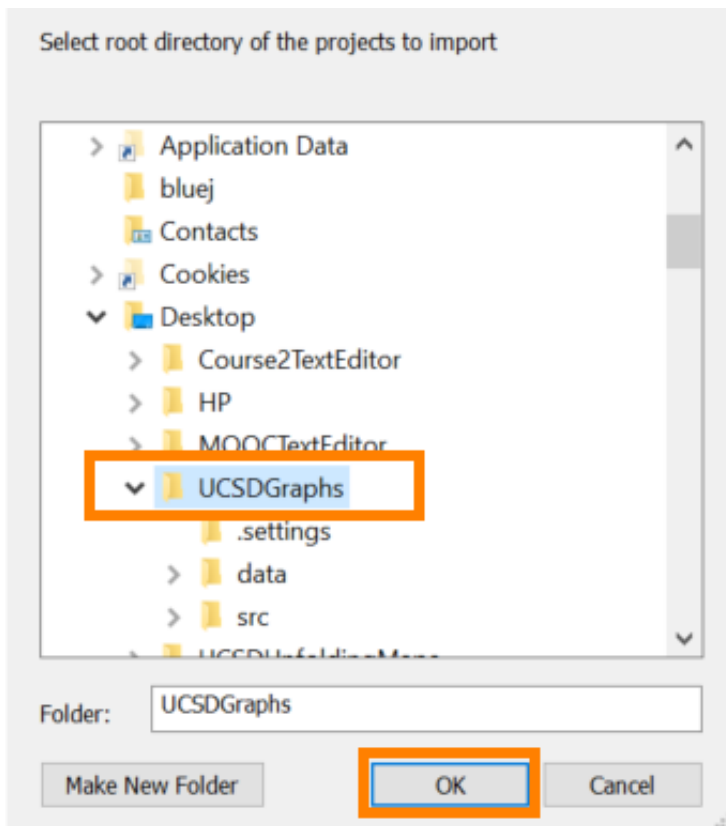 Select root directory of the projects to import
Application Data
bluej
Contacts
Cookies
Desktop
Course2TextEditor
HP
MOOCTextEditor
UCSDGraphs
.settings
data
src
UCSDUnfoldingMaps
Folder: UCSDGraphs
Make New Folder OK Cancel